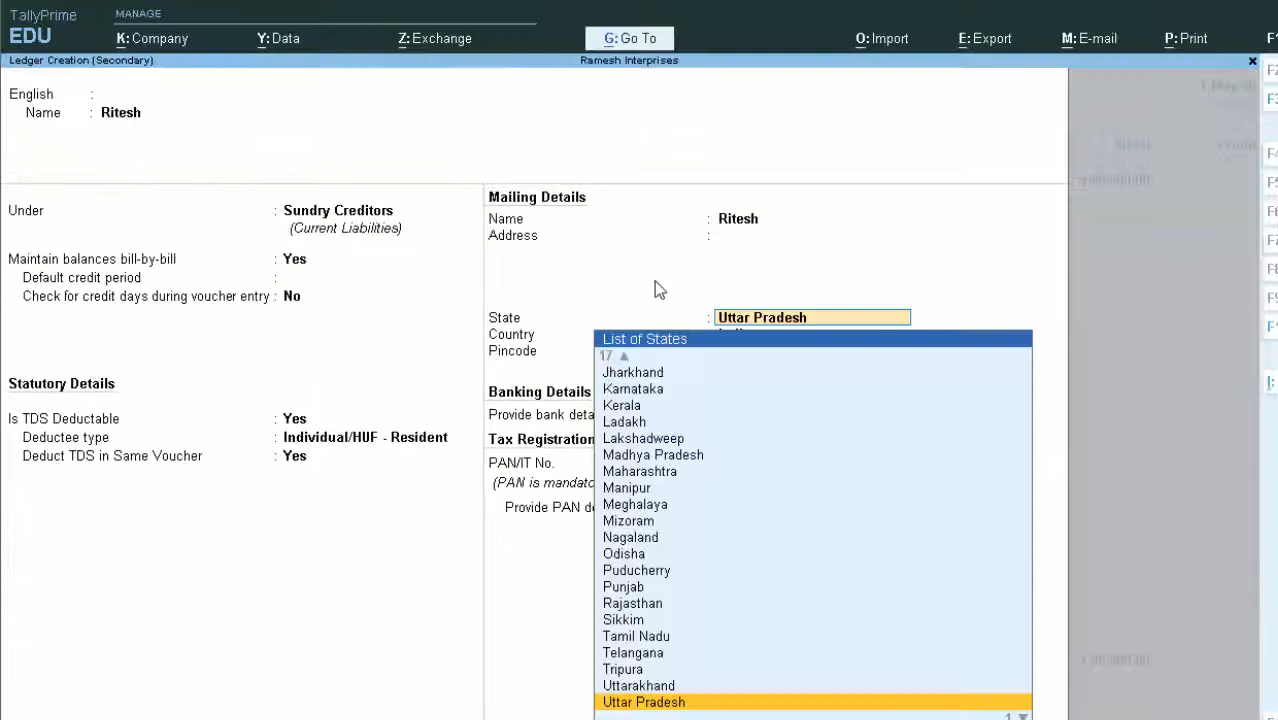 TallyPrime
EDU
MANAGE
K: Company
Y: Data
Z: Exchange
G: Go To
O: Import
E: Export
M: E-mail
P: Print
Ledger Creation (Secondary)
Ramesh Interprises
×
English :
Name : Ritesh
Under : Sundry Creditors
(Current Liabilities)
Maintain balances bill-by-bill : Yes
Default credit period :
Check for credit days during voucher entry : No
Statutory Details
Is TDS Deductable : Yes
Deductee type : Individual/HUF - Resident
Deduct TDS in Same Voucher : Yes
Mailing Details
Name : Ritesh
Address :
State : Uttar Pradesh
Country
Pincode
Banking Details
Provide bank deta
Tax Registration
PAN/IT No.
(PAN is mandato
Provide PAN de
List of States
17 ▲
Jharkhand
Karnataka
Kerala
Ladakh
Lakshadweep
Madhya Pradesh
Maharashtra
Manipur
Meghalaya
Mizoram
Nagaland
Odisha
Puducherry
Punjab
Rajasthan
Sikkim
Tamil Nadu
Telangana
Tripura
Uttarakhand
Uttar Pradesh
1 ▼